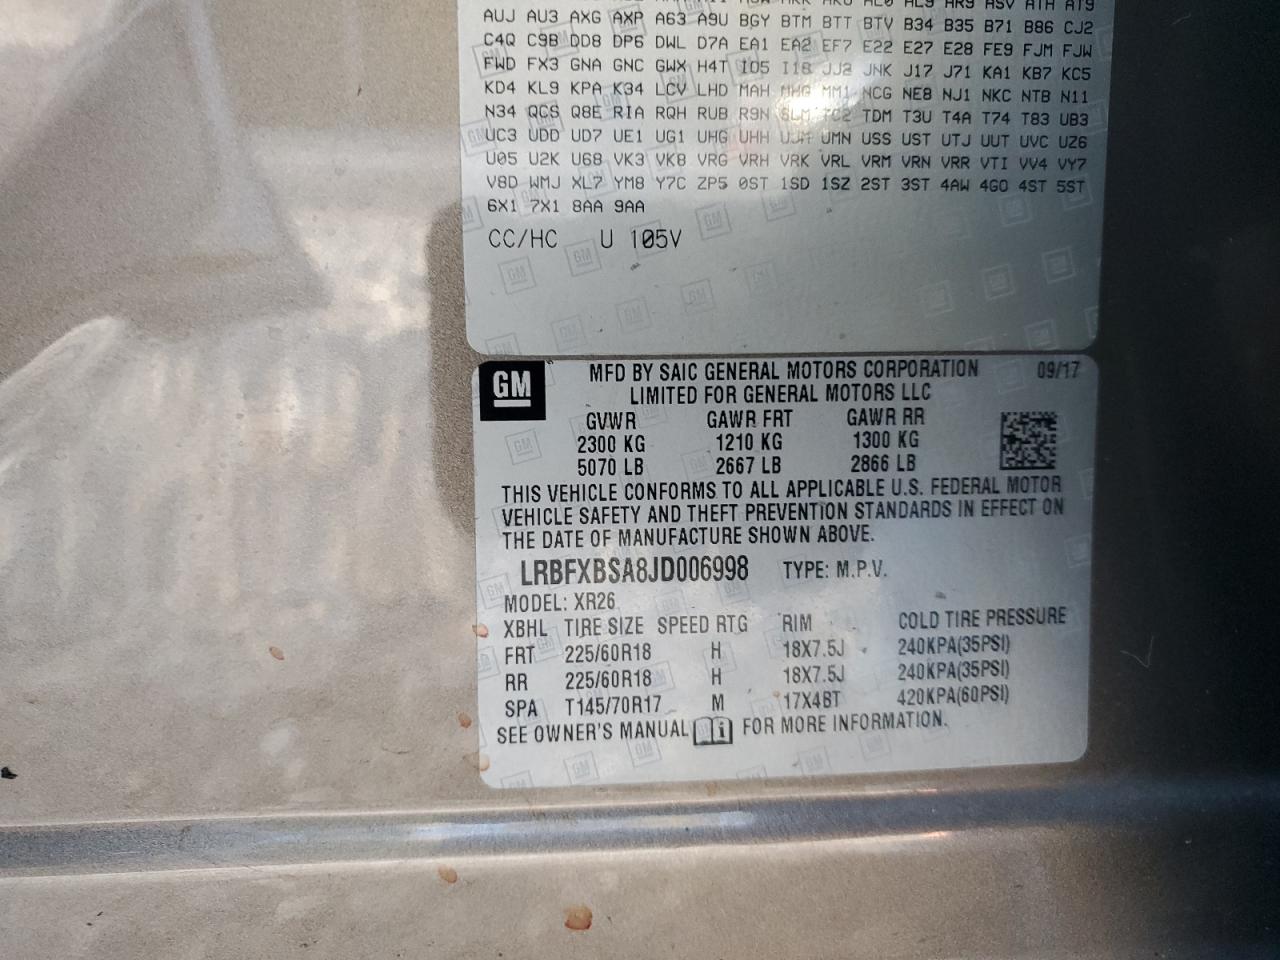 AUJ AU3 AXG AXP A63 A9U BGY BTM BTT BTV B34 B35 B71 B86 CJ2
C4Q C9B DD8 DP6 DWL D7A EA1 EA2 EF7 E22 E27 E28 FE9 FJM FJW
FWD FX3 GNA GNC GWX H4T IO5 I18 JJ2 JNK J17 J71 KA1 KB7 KC5
KD4 KL9 KPA K34 LCV LHD MAH MHG MM1 NCG NE8 NJ1 NKC NTB N11
N34 QCS Q8E RIA RQH RUB R9N SLM TC2 TDM T3U T4A T74 T83 UB3
UC3 UDD UD7 UE1 UG1 UHG UHH UJM UMN USS UST UTJ UUT UVC UZ6
U05 U2K U68 VK3 VK8 VRG VRH VRK VRL VRM VRN VRR VTI VV4 VY7
V8D WMJ XL7 YM8 Y7C ZP5 0ST 1SD 1SZ 2ST 3ST 4AW 4GO 4ST 5ST
6X1 7X1 8AA 9AA
CC/HC U 105V
GM MFD BY SAIC GENERAL MOTORS CORPORATION 09/17
LIMITED FOR GENERAL MOTORS LLC
GVWR GAWR FRT GAWR RR
2300 KG 1210 KG 1300 KG
5070 LB 2667 LB 2866 LB
THIS VEHICLE CONFORMS TO ALL APPLICABLE U.S. FEDERAL MOTOR
VEHICLE SAFETY AND THEFT PREVENTION STANDARDS IN EFFECT ON
THE DATE OF MANUFACTURE SHOWN ABOVE.
LRBFXBSA8JD006998 TYPE: M.P.V.
MODEL: XR26
XBHL TIRE SIZE SPEED RTG RIM COLD TIRE PRESSURE
FRT 225/60R18 H 18X7.5J 240KPA(35PSI)
RR 225/60R18 H 18X7.5J 240KPA(35PSI)
SPA T145/70R17 M 17X4BT 420KPA(60PSI)
SEE OWNER'S MANUAL FOR MORE INFORMATION.